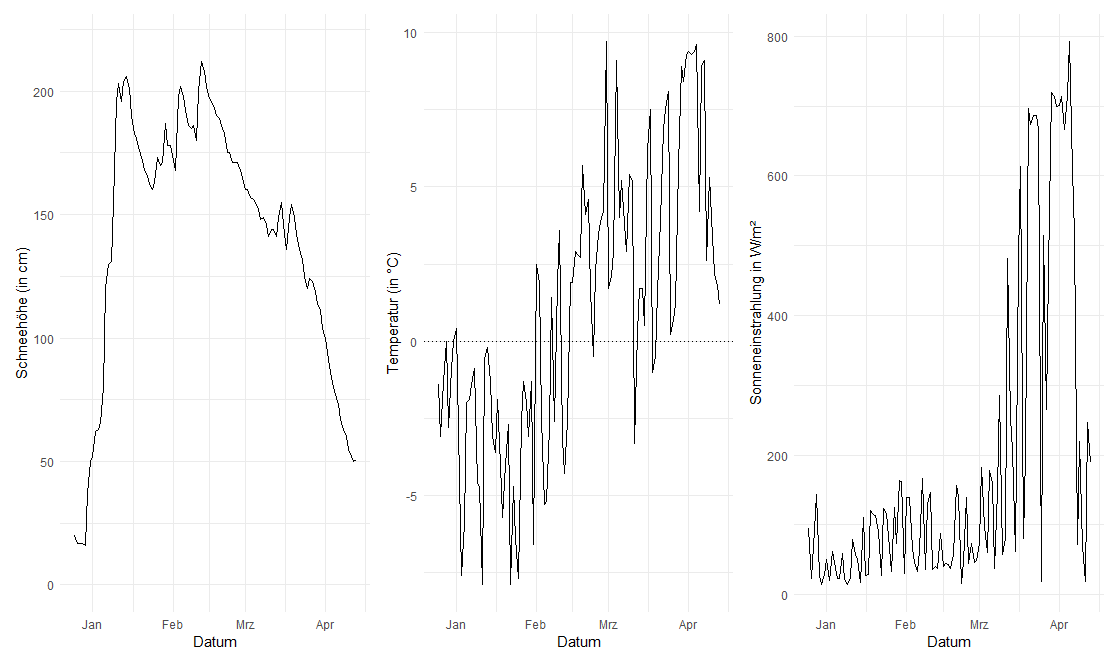 Schneehöhe (in cm)
200
150
100
50
0
Jan Feb Mrz Apr
Datum
Temperatur (in °C)
10
5
0
-5
Jan Feb Mrz Apr
Datum
Sonneneinstrahlung in W/m²
800
600
400
200
0
Jan Feb Mrz Apr
Datum